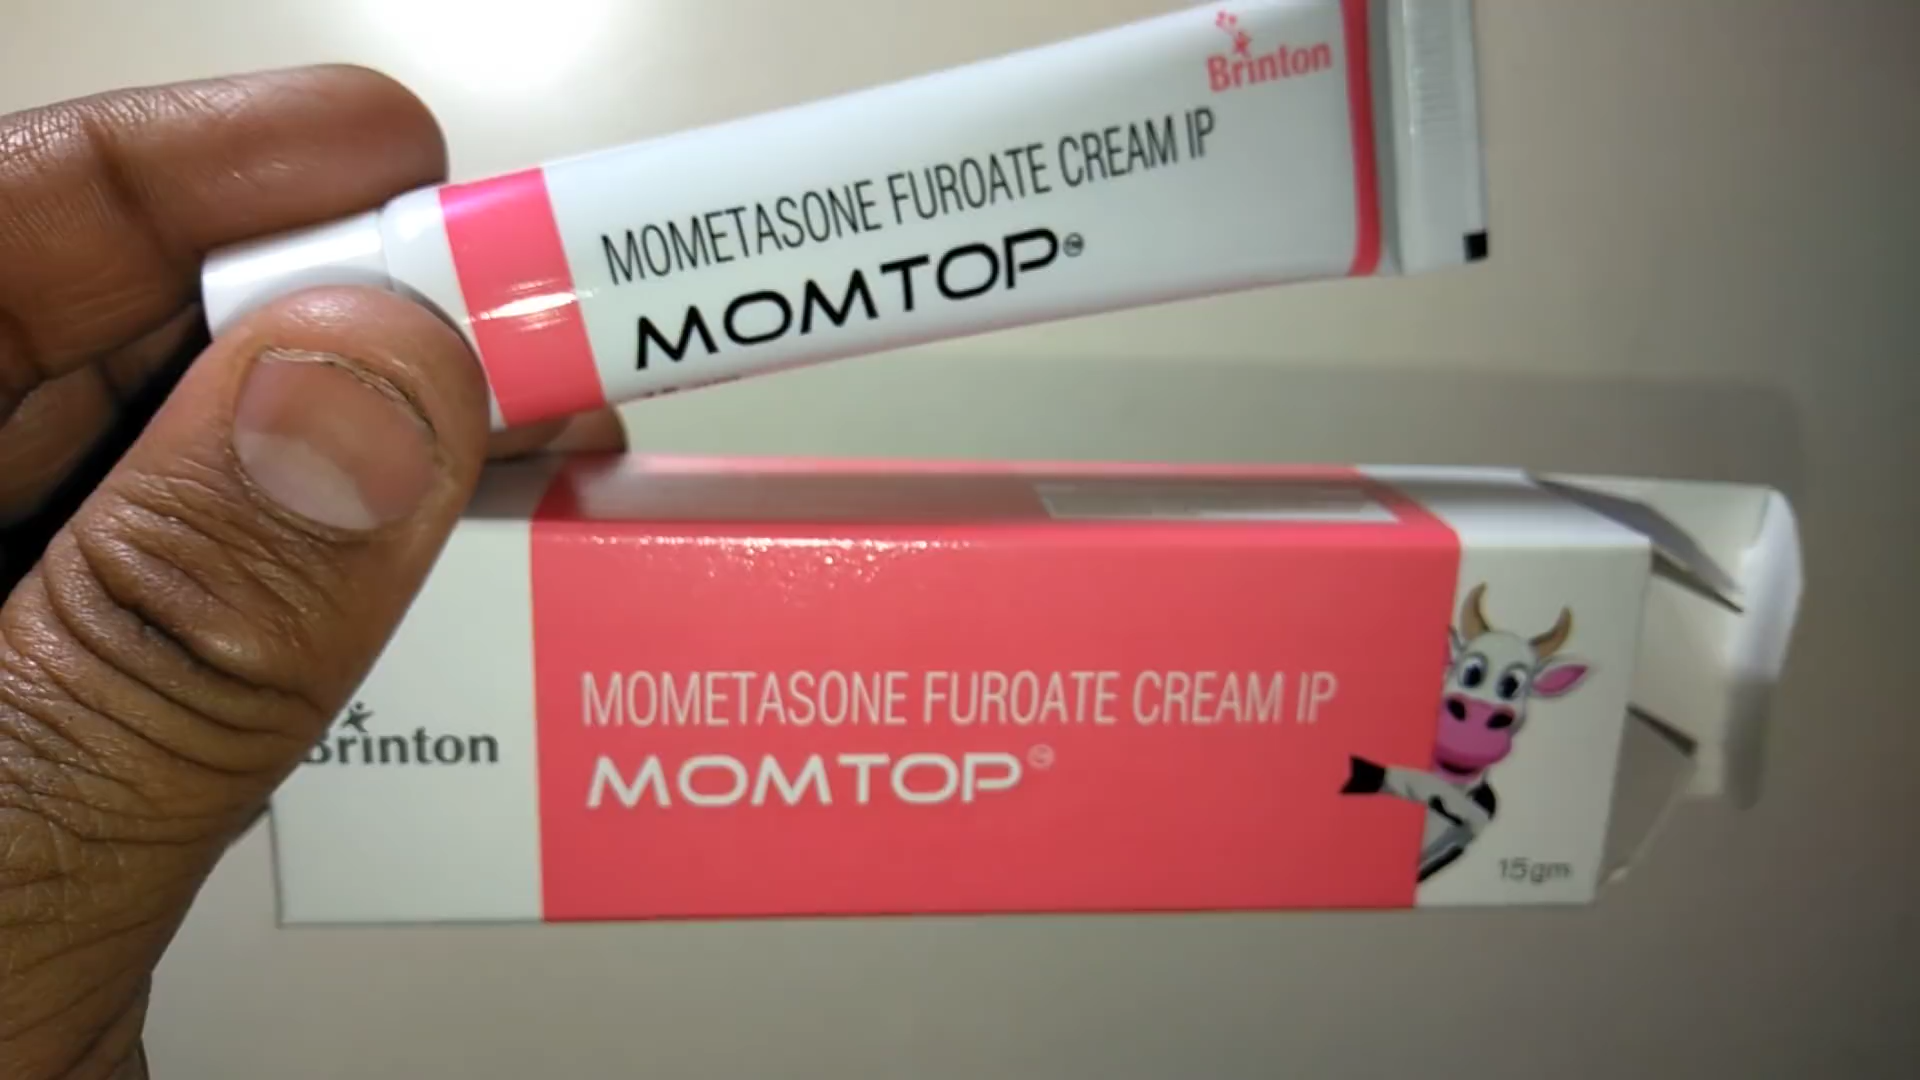 Brinton
MOMETASONE FUROATE CREAM IP
MOMTOP
Brinton
MOMETASONE FUROATE CREAM IP
MOMTOP
15gm